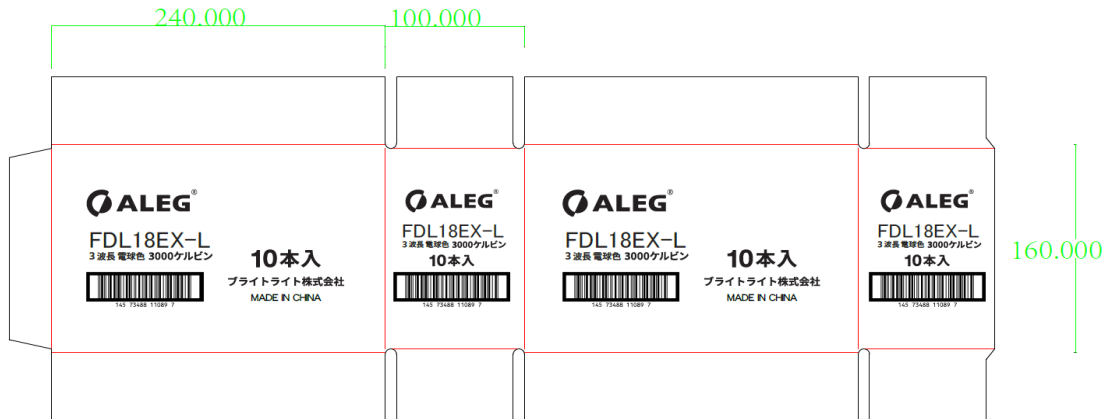 240.000
100.000
ALEG®
FDL18EX-L
3波長 電球色 3000ケルビン
10本入
ブライトライト株式会社
MADE IN CHINA
145 73488 11089 7
ALEG®
FDL18EX-L
3波長 電球色 3000ケルビン
10本入
145 73488 11089 7
ALEG®
FDL18EX-L
3波長 電球色 3000ケルビン
10本入
ブライトライト株式会社
MADE IN CHINA
145 73488 11089 7
ALEG®
FDL18EX-L
3波長 電球色 3000ケルビン
10本入
145 73488 11089 7
160.000